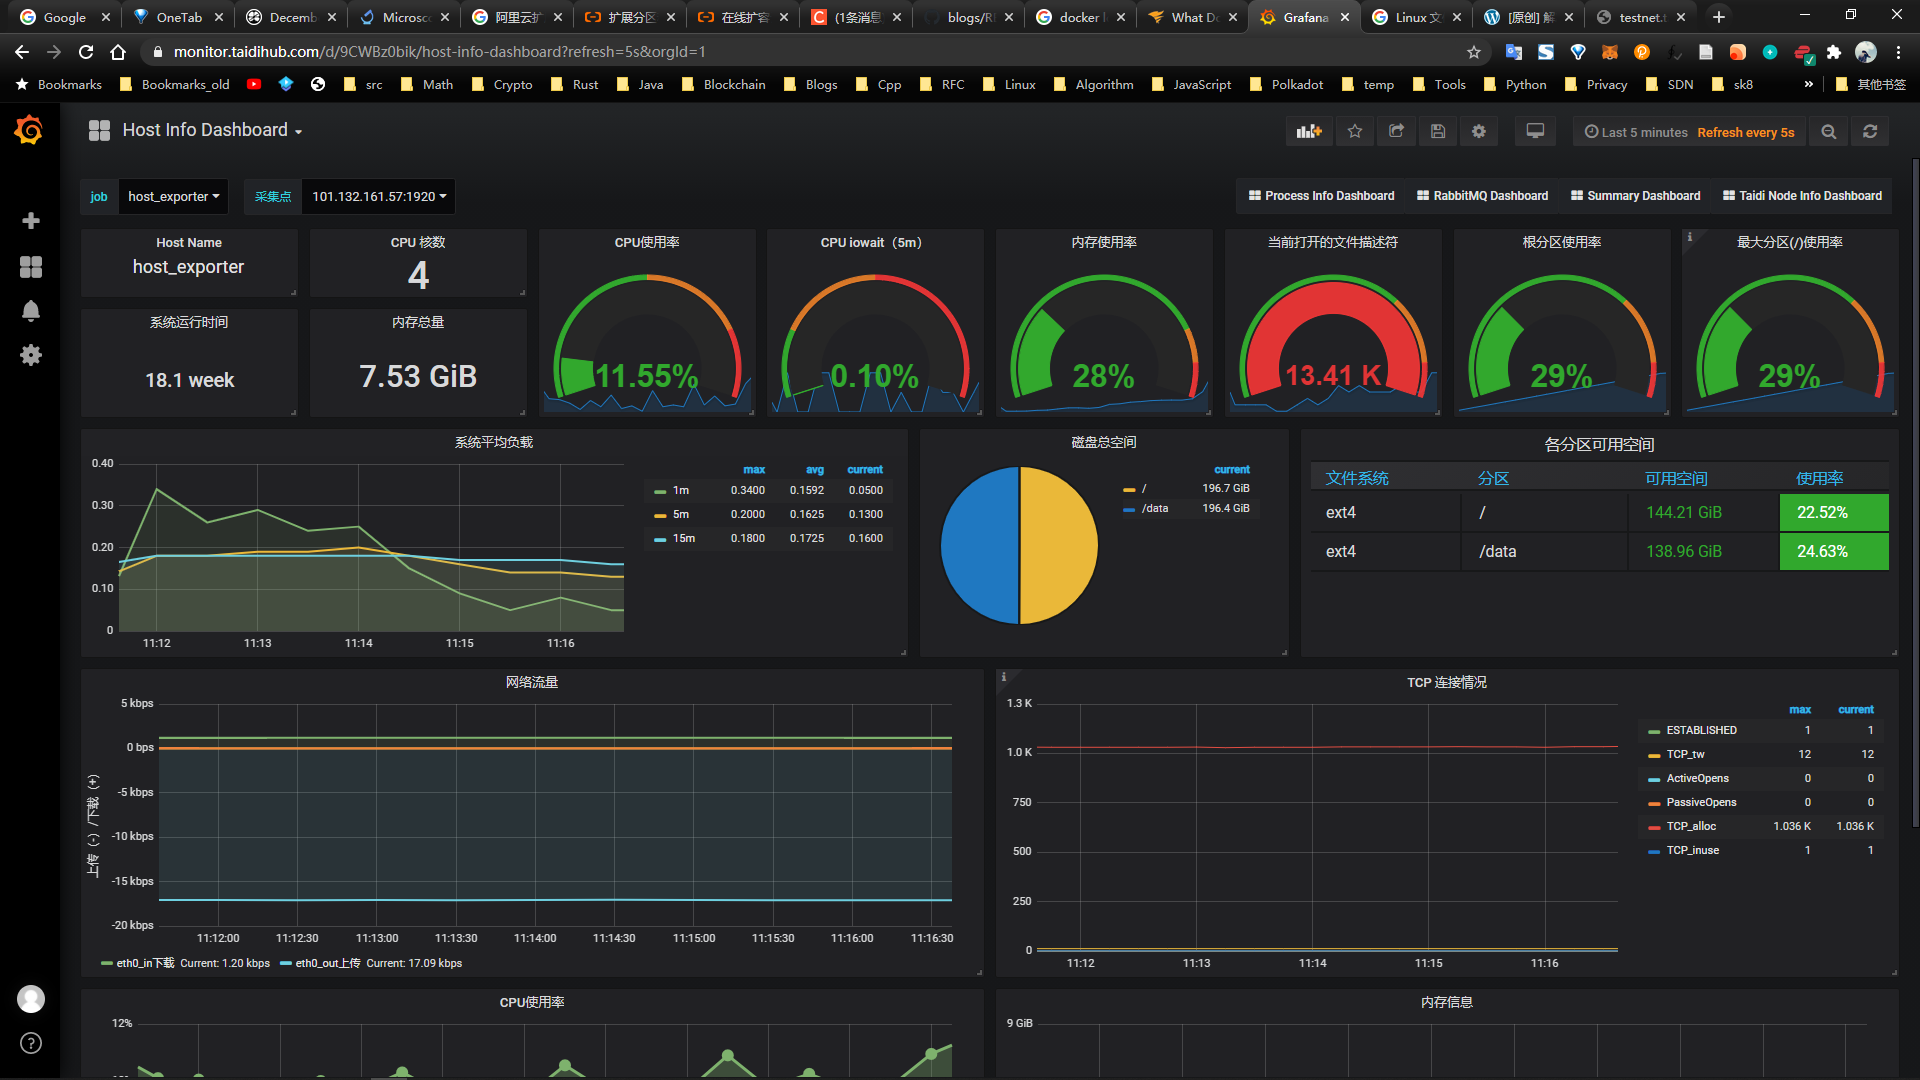 Google
OneTab
Decemb
Microsc
阿里云扩
扩展分区
在线扩容
(1条消息
blogs/R
docker l
What D
Grafana
Linux 文
[原创] 解
testnet.t
monitor.taidihub.com/d/9CWBz0bik/host-info-dashboard?refresh=5s&orgId=1
Bookmarks
Bookmarks_old
src
Math
Crypto
Rust
Java
Blockchain
Blogs
Cpp
RFC
Linux
Algorithm
JavaScript
Polkadot
temp
Tools
Python
Privacy
SDN
sk8
»
其他书签
Host Info Dashboard
Last 5 minutes Refresh every 5s
job host_exporter
采集点 101.132.161.57:1920
Process Info Dashboard
RabbitMQ Dashboard
Summary Dashboard
Taidi Node Info Dashboard
Host Name
host_exporter
CPU 核数
4
系统运行时间
18.1 week
内存总量
7.53 GiB
CPU使用率
11.55%
CPU iowait（5m）
0.10%
内存使用率
28%
当前打开的文件描述符
13.41 K
根分区使用率
29%
最大分区(/)使用率
29%
系统平均负载
0.40
0.30
0.20
0.10
0
11:12 11:13 11:14 11:15 11:16
max avg current
1m 0.3400 0.1592 0.0500
5m 0.2000 0.1625 0.1300
15m 0.1800 0.1725 0.1600
磁盘总空间
current
/ 196.7 GiB
/data 196.4 GiB
各分区可用空间
文件系统 分区 可用空间 使用率
ext4 / 144.21 GiB 22.52%
ext4 /data 138.96 GiB 24.63%
网络流量
上传（-）/下载（+）
5 kbps
0 bps
-5 kbps
-10 kbps
-15 kbps
-20 kbps
11:12:00 11:12:30 11:13:00 11:13:30 11:14:00 11:14:30 11:15:00 11:15:30 11:16:00 11:16:30
eth0_in下载 Current: 1.20 kbps eth0_out上传 Current: 17.09 kbps
TCP 连接情况
1.3 K
1.0 K
750
500
250
0
11:12 11:13 11:14 11:15 11:16
max current
ESTABLISHED 1 1
TCP_tw 12 12
ActiveOpens 0 0
PassiveOpens 0 0
TCP_alloc 1.036 K 1.036 K
TCP_inuse 1 1
CPU使用率
12%
内存信息
9 GiB